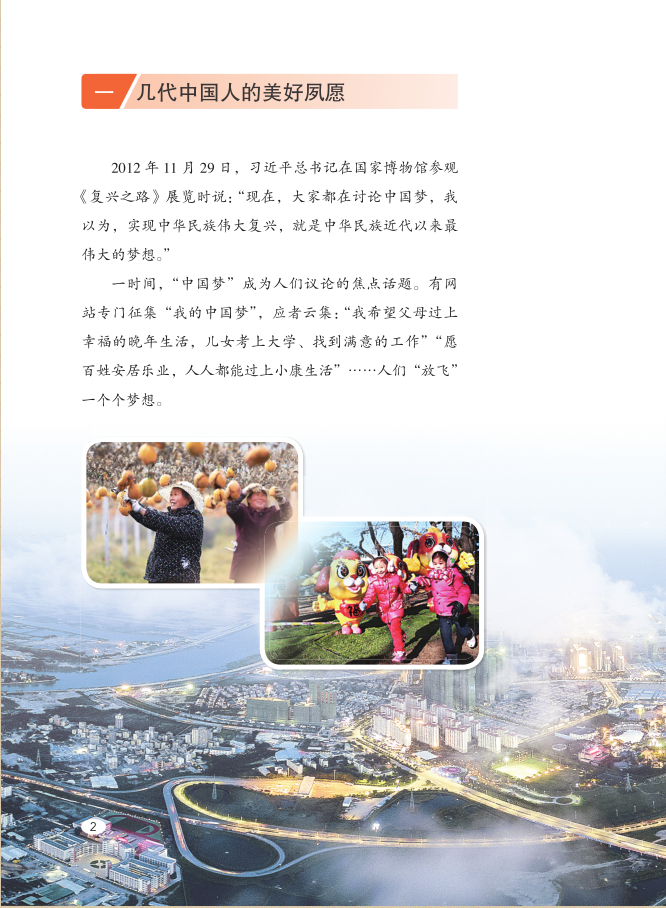 一 几代中国人的美好夙愿
2012 年 11 月 29 日，习近平总书记在国家博物馆参观
《复兴之路》展览时说：“现在，大家都在讨论中国梦，我
以为，实现中华民族伟大复兴，就是中华民族近代以来最
伟大的梦想。”
一时间，“中国梦”成为人们议论的焦点话题。有网
站专门征集“我的中国梦”，应者云集：“我希望父母过上
幸福的晚年生活，儿女考上大学、找到满意的工作”“愿
百姓安居乐业，人人都能过上小康生活”……人们“放飞”
一个个梦想。
2